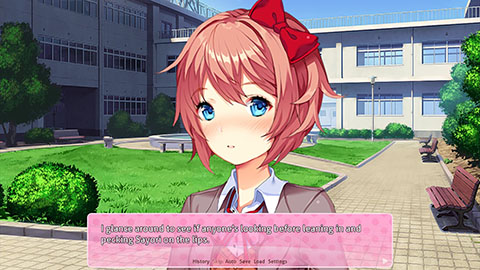 I glance around to see if anyone's looking before leaning in and
pecking Sayori on the lips.
History Skip Auto Save Load Settings